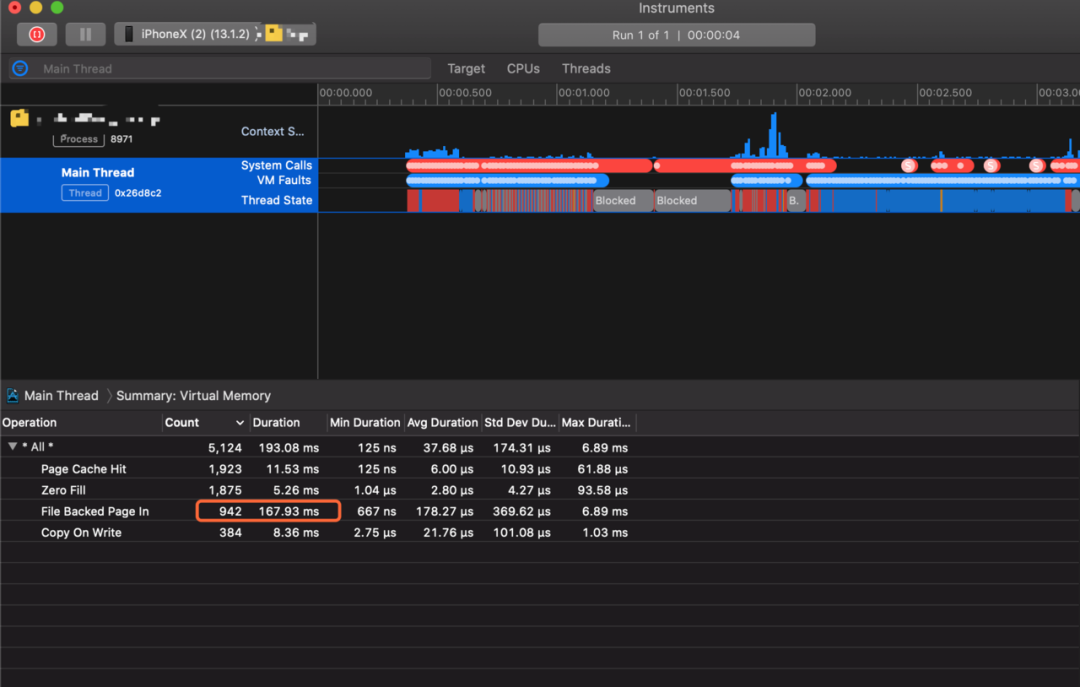 Instruments
iPhoneX (2) (13.1.2)
Run 1 of 1 | 00:00:04
Main Thread
Target CPUs Threads
00:00.000 00:00.500 00:01.000 00:01.500 00:02.000 00:02.500 00:03.0
Process 8971
Context S...
Main Thread
Thread 0x26d8c2
System Calls
VM Faults
Thread State
S S S
Blocked Blocked B.
Main Thread Summary: Virtual Memory
Operation Count Duration Min Duration Avg Duration Std Dev Du... Max Durati...
* All * 5,124 193.08 ms 125 ns 37.68 µs 174.31 µs 6.89 ms
Page Cache Hit 1,923 11.53 ms 125 ns 6.00 µs 10.93 µs 61.88 µs
Zero Fill 1,875 5.26 ms 1.04 µs 2.80 µs 4.27 µs 93.58 µs
File Backed Page In 942 167.93 ms 667 ns 178.27 µs 369.62 µs 6.89 ms
Copy On Write 384 8.36 ms 2.75 µs 21.76 µs 101.08 µs 1.03 ms